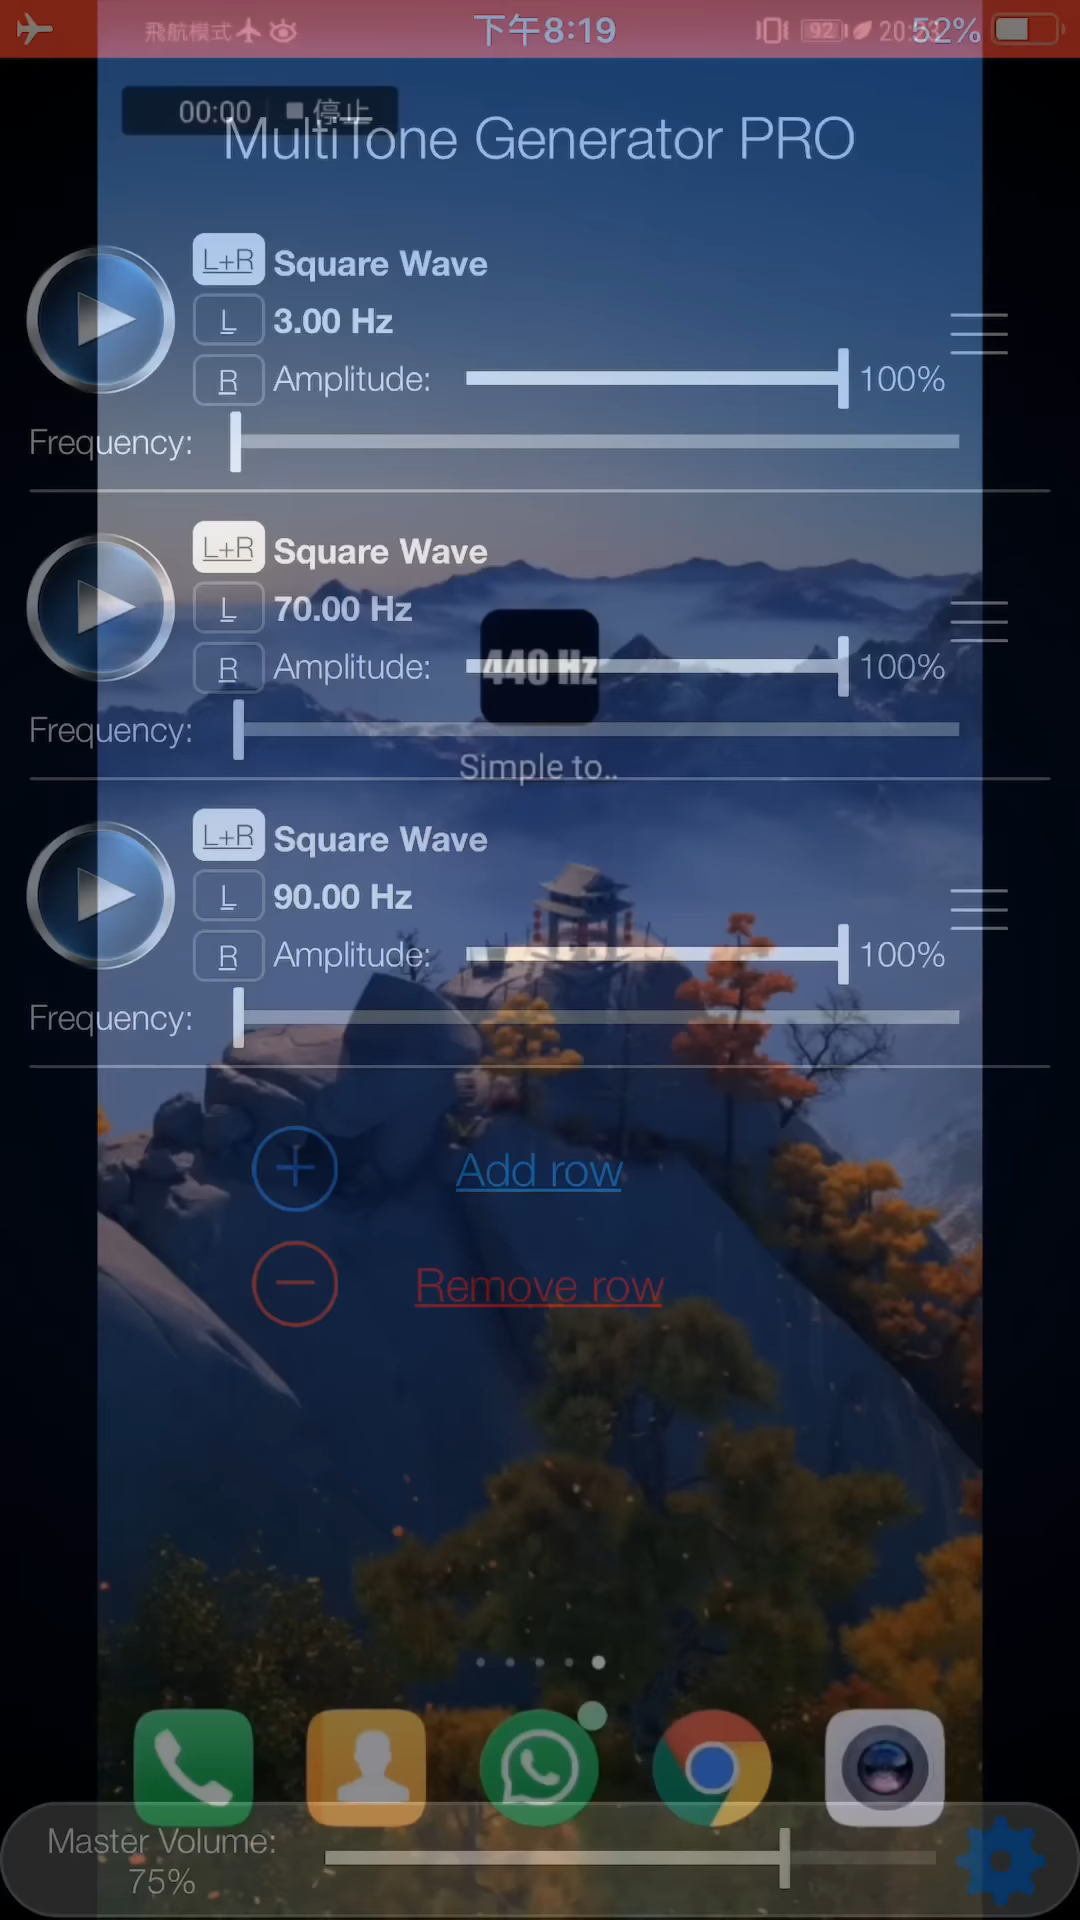 飛航模式
下午8:19
92
52%
00:00
停止
MultiTone Generator PRO
L+R Square Wave
L 3.00 Hz
R Amplitude: 100%
Frequency:
L+R Square Wave
L 70.00 Hz
R Amplitude: 100%
Frequency:
440 Hz
Simple to..
L+R Square Wave
L 90.00 Hz
R Amplitude: 100%
Frequency:
Add row
Remove row
Master Volume:
75%